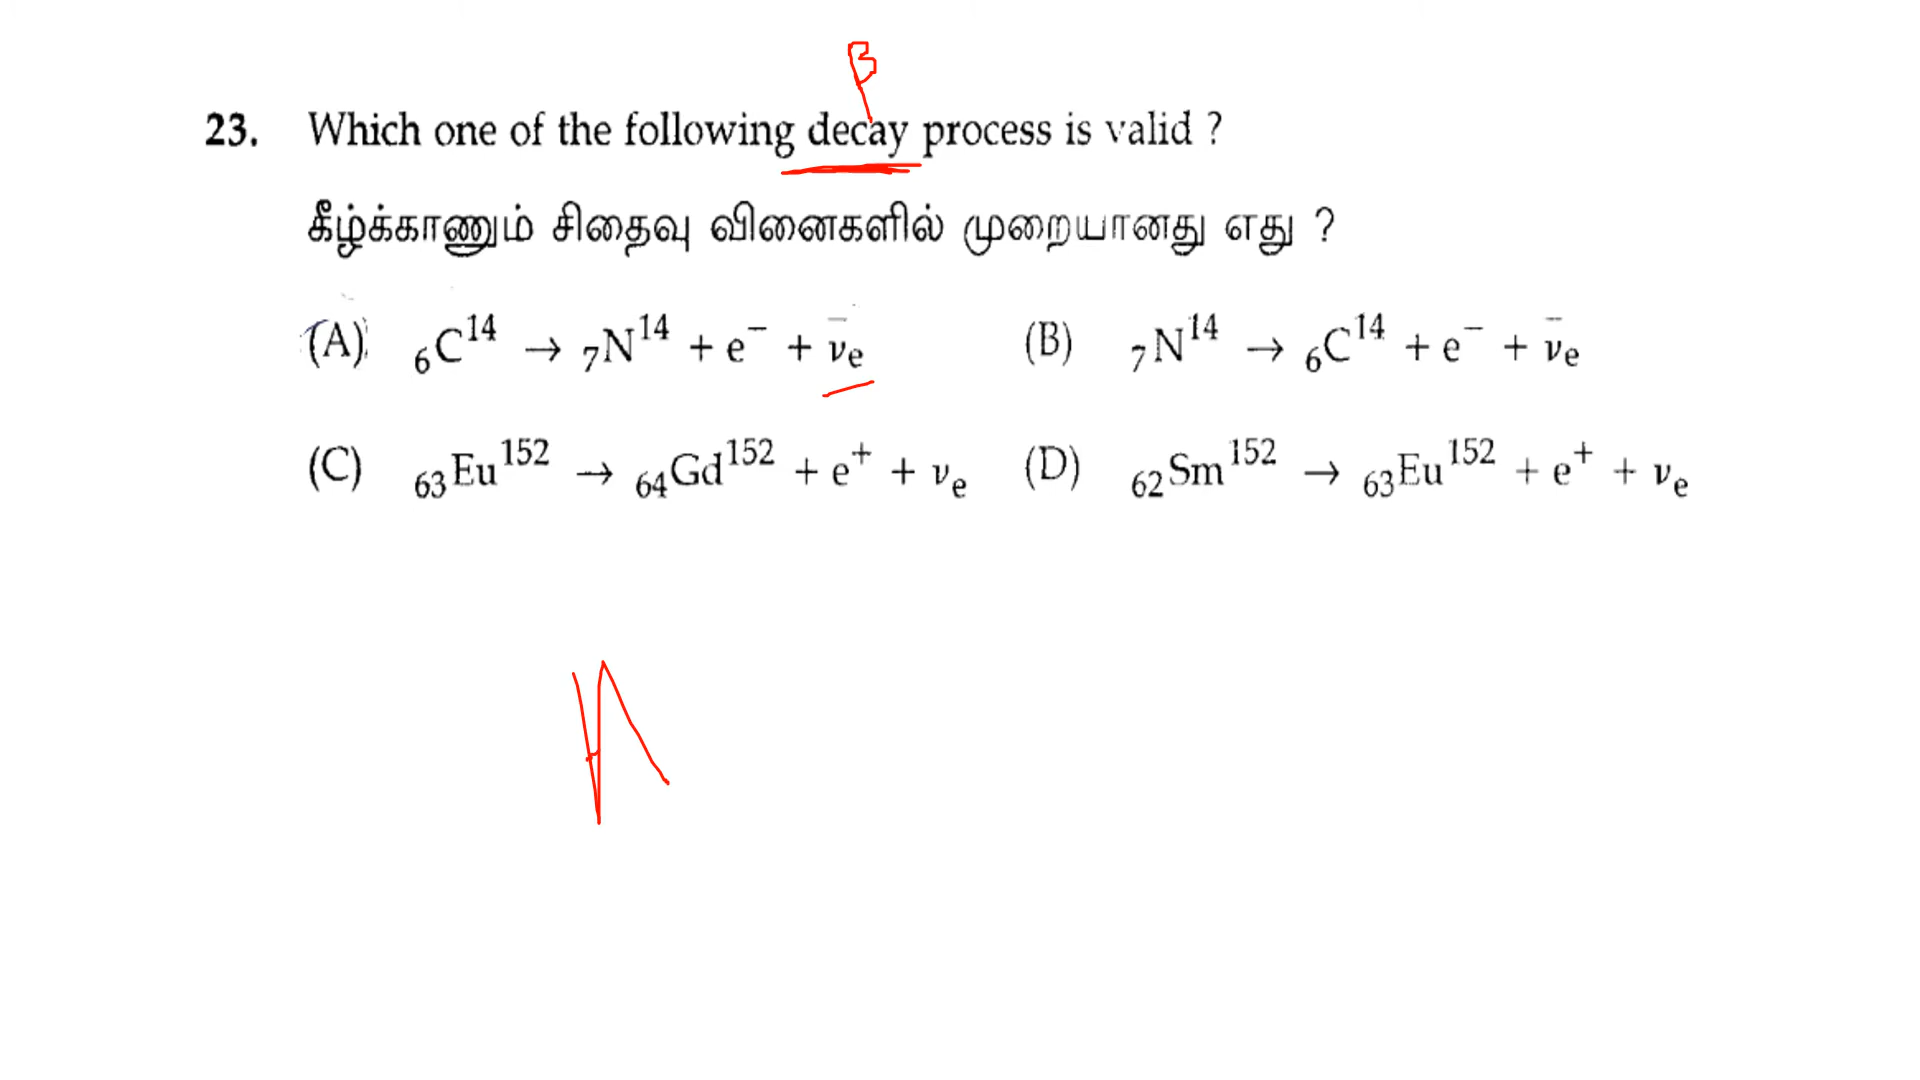 β
23. Which one of the following decay process is valid ?
கீழ்க்காணும் சிதைவு வினைகளில் முறையானது எது ?
(A) ₆C¹⁴ → ₇N¹⁴ + e⁻ + ν̄ₑ (B) ₇N¹⁴ → ₆C¹⁴ + e⁻ + ν̄ₑ
(C) ₆₃Eu¹⁵² → ₆₄Gd¹⁵² + e⁺ + νₑ (D) ₆₂Sm¹⁵² → ₆₃Eu¹⁵² + e⁺ + νₑ